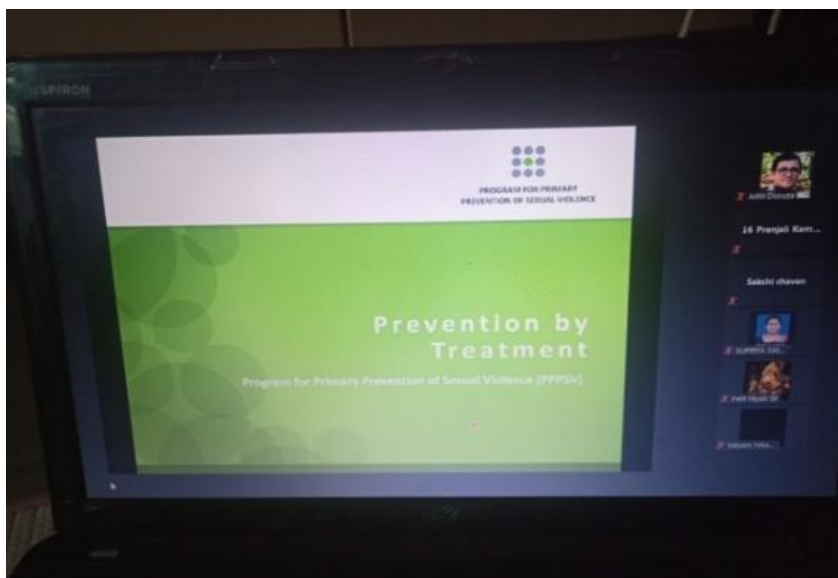 INSPIRON
PROGRAM FOR PRIMARY
PREVENTION OF SEXUAL VIOLENCE
Prevention by
Treatment
Program for Primary Prevention of Sexual Violence (PPPSV)
16 Pranjali Kam...
Sakshi chavan